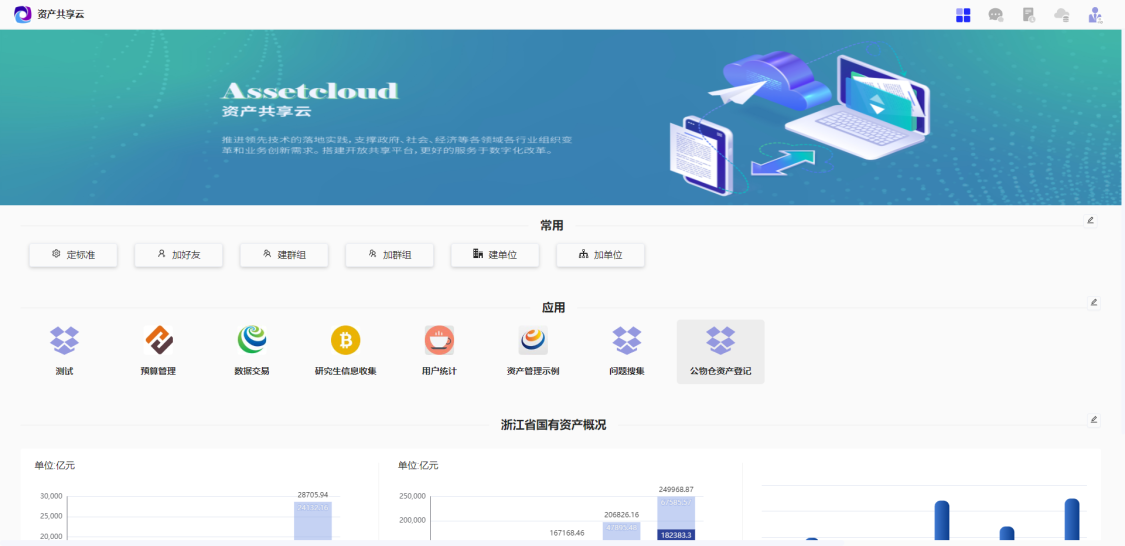 资产共享云
Assetcloud
资产共享云
推进领先技术的落地实践,支撑政府、社会、经济等各领域各行业组织变
革和业务创新需求。搭建开放共享平台,更好的服务于数字化改革。
常用
定标准
加好友
建群组
加群组
建单位
加单位
应用
测试
预算管理
数据交易
研究生信息收集
用户统计
资产管理示例
问题搜集
公物仓资产登记
浙江省国有资产概况
单位:亿元
30,000
28705.94
25,000
20,000
单位:亿元
250,000
249968.87
206826.16
200,000
167168.46
182383.3